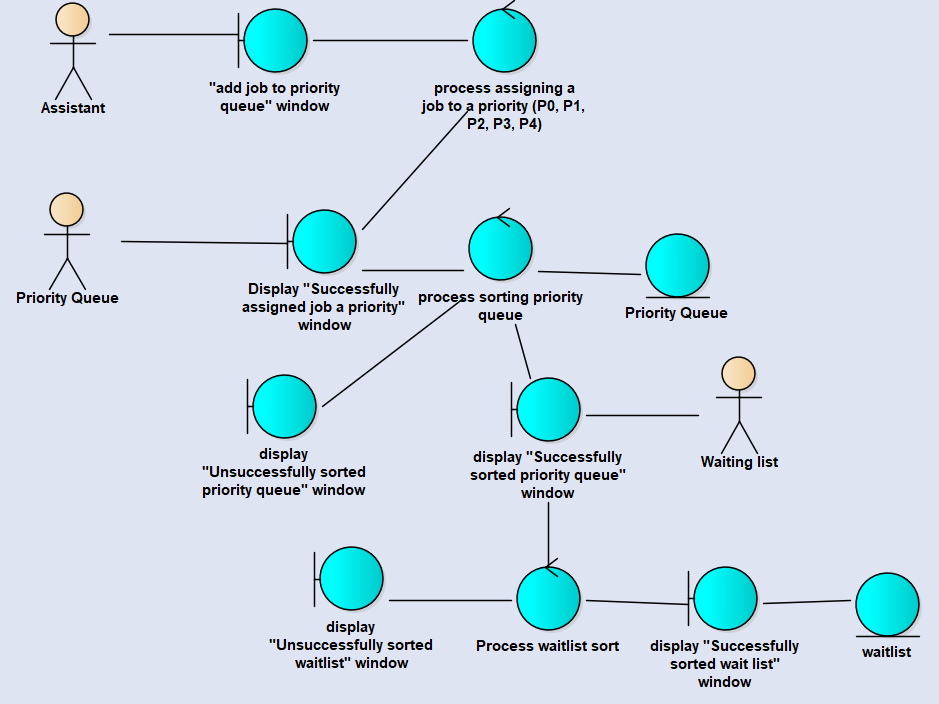 Assistant
"add job to priority
queue" window
process assigning a
job to a priority (P0, P1,
P2, P3, P4)
Priority Queue
Display "Successfully
assigned job a priority"
window
process sorting priority
queue
Priority Queue
display
"Unsuccessfully sorted
priority queue" window
display "Successfully
sorted priority queue"
window
Waiting list
display
"Unsuccessfully sorted
waitlist" window
Process waitlist sort
display "Successfully
sorted wait list"
window
waitlist